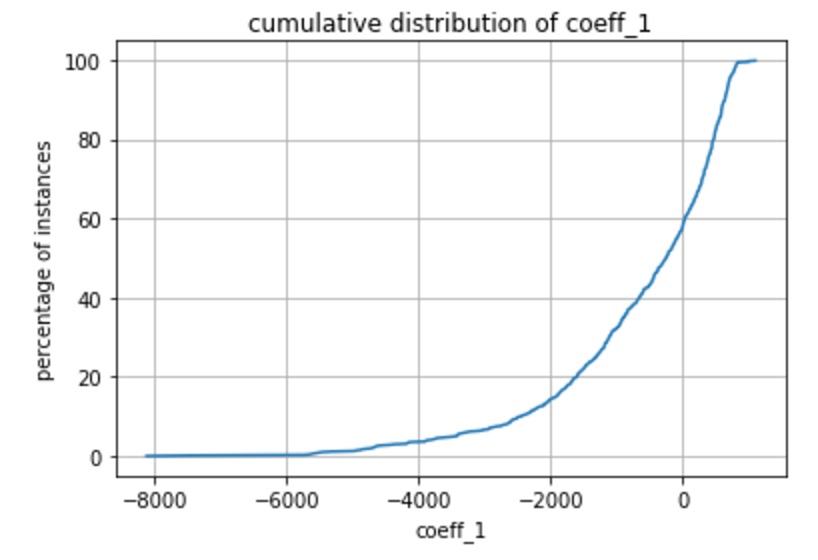 cumulative distribution of coeff_1
100
80
60
40
20
0
percentage of instances
−8000 −6000 −4000 −2000 0
coeff_1